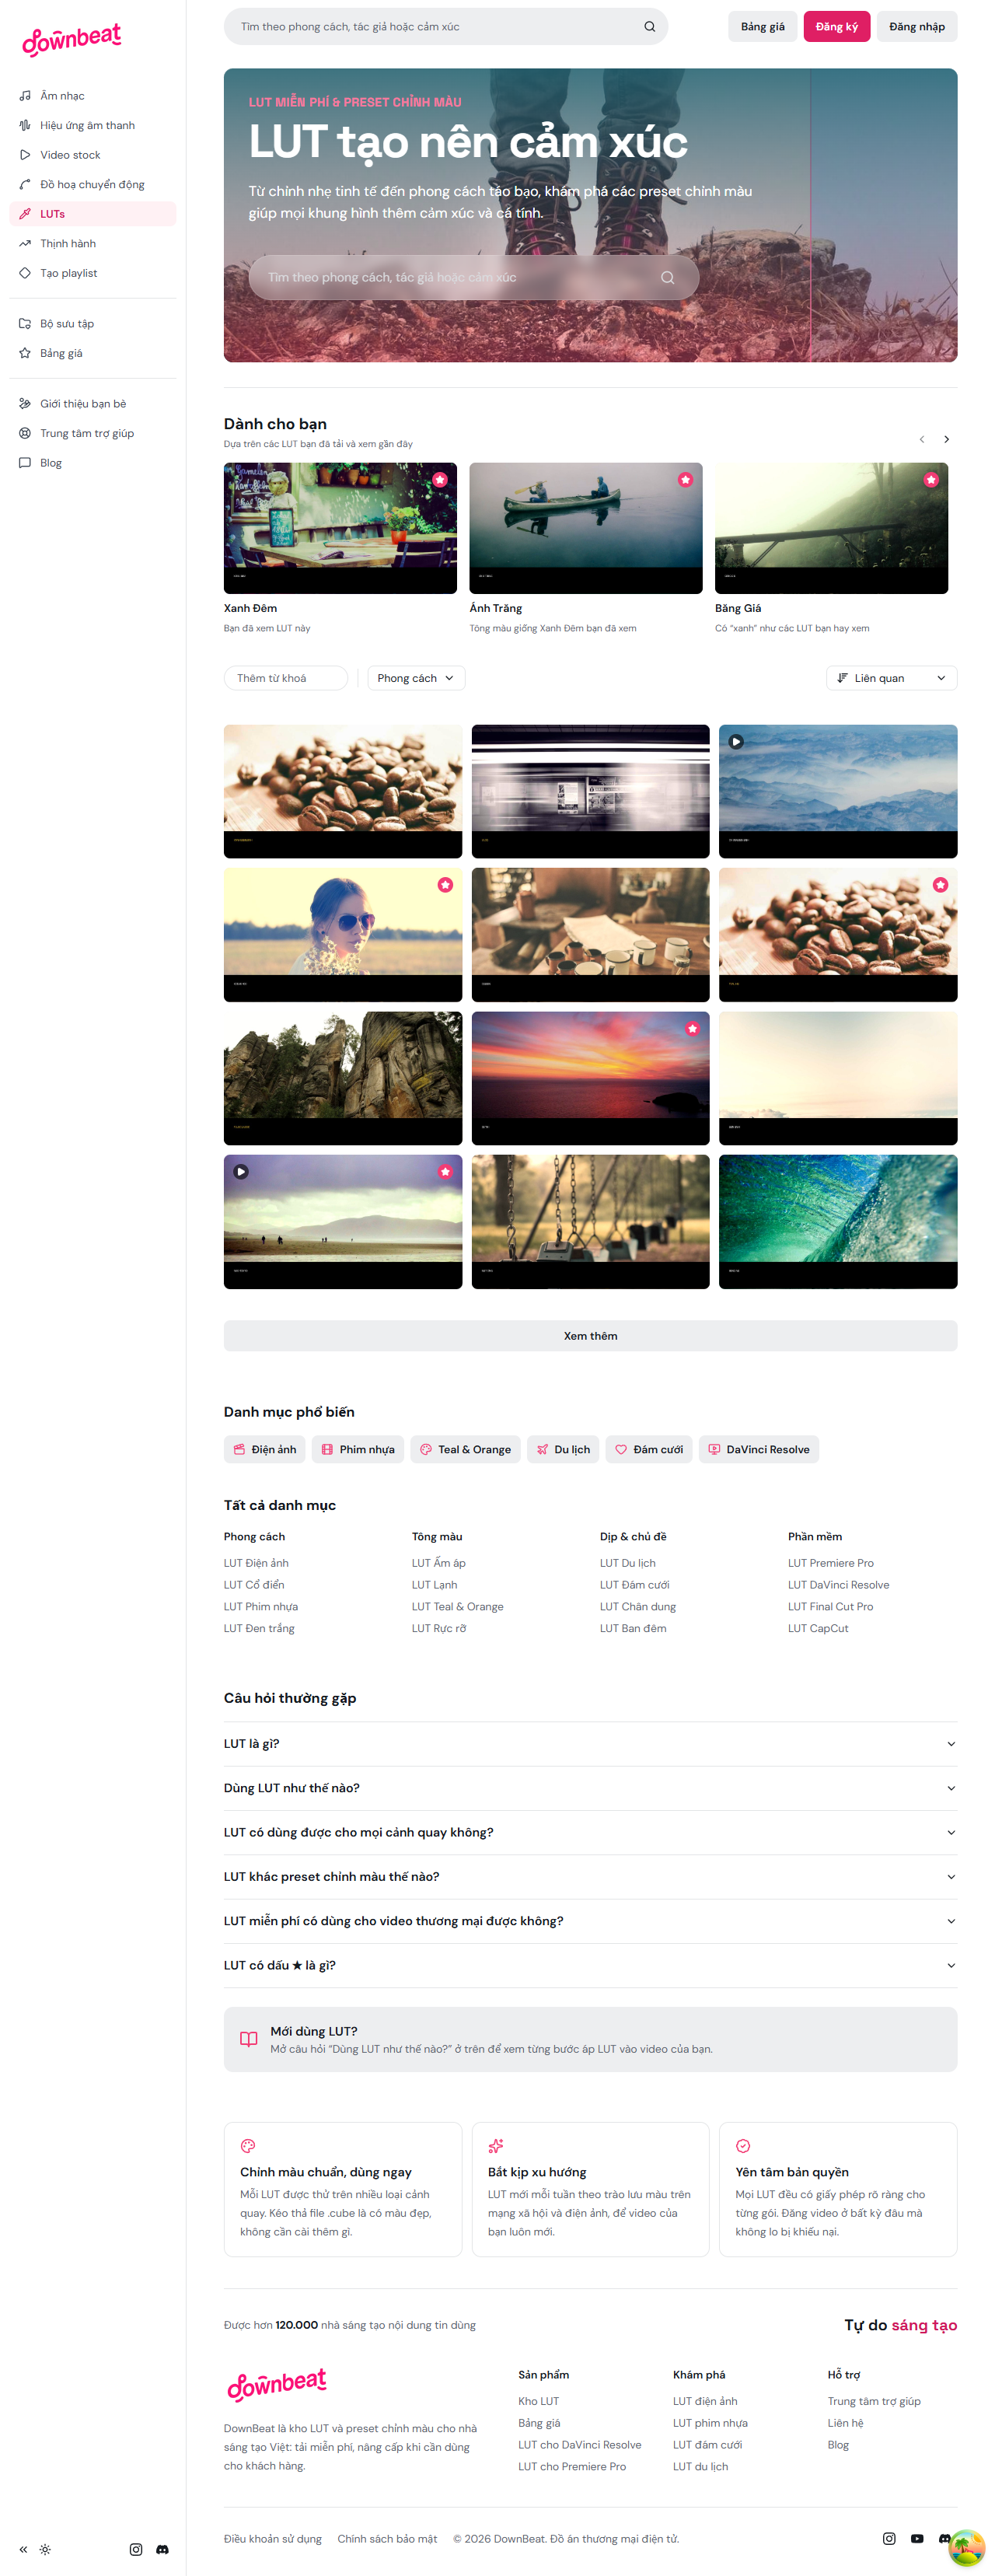 downbeat
Tìm theo phong cách, tác giả hoặc cảm xúc
Bảng giá
Đăng ký
Đăng nhập
Âm nhạc
Hiệu ứng âm thanh
Video stock
Đồ hoạ chuyển động
LUTs
Thịnh hành
Tạo playlist
Bộ sưu tập
Bảng giá
Giới thiệu bạn bè
Trung tâm trợ giúp
Blog
LUT MIỄN PHÍ & PRESET CHỈNH MÀU
LUT tạo nên cảm xúc
Từ chỉnh nhẹ tinh tế đến phong cách táo bạo, khám phá các preset chỉnh màu
giúp mọi khung hình thêm cảm xúc và cá tính.
Tìm theo phong cách, tác giả hoặc cảm xúc
Dành cho bạn
Dựa trên các LUT bạn đã tải và xem gần đây
Xanh Đêm
Bạn đã xem LUT này
Ánh Trăng
Tông màu giống Xanh Đêm bạn đã xem
Băng Giá
Có “xanh” như các LUT bạn hay xem
Thêm từ khoá
Phong cách
Liên quan
Xem thêm
Danh mục phổ biến
Điện ảnh
Phim nhựa
Teal & Orange
Du lịch
Đám cưới
DaVinci Resolve
Tất cả danh mục
Phong cách
LUT Điện ảnh
LUT Cổ điển
LUT Phim nhựa
LUT Đen trắng
Tông màu
LUT Ấm áp
LUT Lạnh
LUT Teal & Orange
LUT Rực rỡ
Dịp & chủ đề
LUT Du lịch
LUT Đám cưới
LUT Chân dung
LUT Ban đêm
Phần mềm
LUT Premiere Pro
LUT DaVinci Resolve
LUT Final Cut Pro
LUT CapCut
Câu hỏi thường gặp
LUT là gì?
Dùng LUT như thế nào?
LUT có dùng được cho mọi cảnh quay không?
LUT khác preset chỉnh màu thế nào?
LUT miễn phí có dùng cho video thương mại được không?
LUT có dấu ★ là gì?
Mới dùng LUT?
Mở câu hỏi “Dùng LUT như thế nào?” ở trên để xem từng bước áp LUT vào video của bạn.
Chỉnh màu chuẩn, dùng ngay
Mỗi LUT được thử trên nhiều loại cảnh
quay. Kéo thả file .cube là có màu đẹp,
không cần cài thêm gì.
Bắt kịp xu hướng
LUT mới mỗi tuần theo trào lưu màu trên
mạng xã hội và điện ảnh, để video của
bạn luôn mới.
Yên tâm bản quyền
Mọi LUT đều có giấy phép rõ ràng cho
từng gói. Đăng video ở bất kỳ đâu mà
không lo bị khiếu nại.
Được hơn 120.000 nhà sáng tạo nội dung tin dùng
Tự do sáng tạo
downbeat
DownBeat là kho LUT và preset chỉnh màu cho nhà
sáng tạo Việt: tải miễn phí, nâng cấp khi cần dùng
cho khách hàng.
Sản phẩm
Kho LUT
Bảng giá
LUT cho DaVinci Resolve
LUT cho Premiere Pro
Khám phá
LUT điện ảnh
LUT phim nhựa
LUT đám cưới
LUT du lịch
Hỗ trợ
Trung tâm trợ giúp
Liên hệ
Blog
Điều khoản sử dụng
Chính sách bảo mật
© 2026 DownBeat. Đồ án thương mại điện tử.